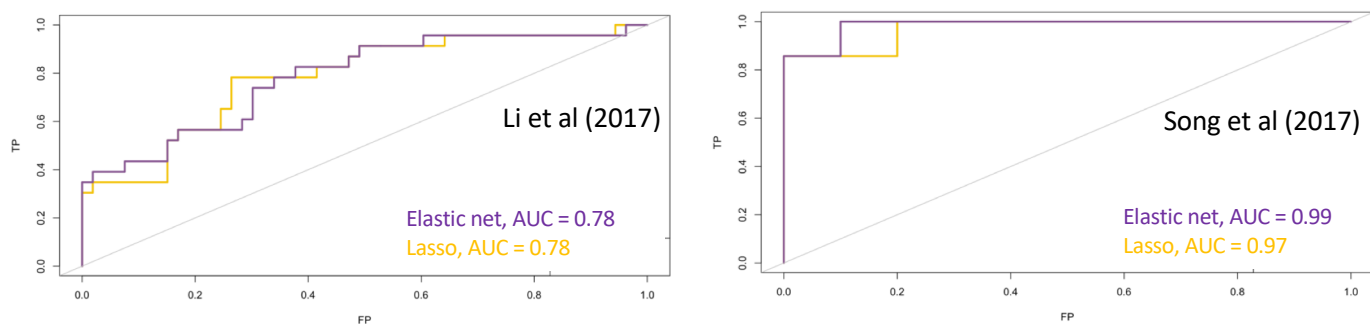 1.0
0.8
0.6
0.4
0.2
0.0
TP
Li et al (2017)
Elastic net, AUC = 0.78
Lasso, AUC = 0.78
0.0 0.2 0.4 0.6 0.8 1.0
FP
1.0
0.8
0.6
0.4
0.2
0.0
TP
Song et al (2017)
Elastic net, AUC = 0.99
Lasso, AUC = 0.97
0.0 0.2 0.4 0.6 0.8 1.0
FP